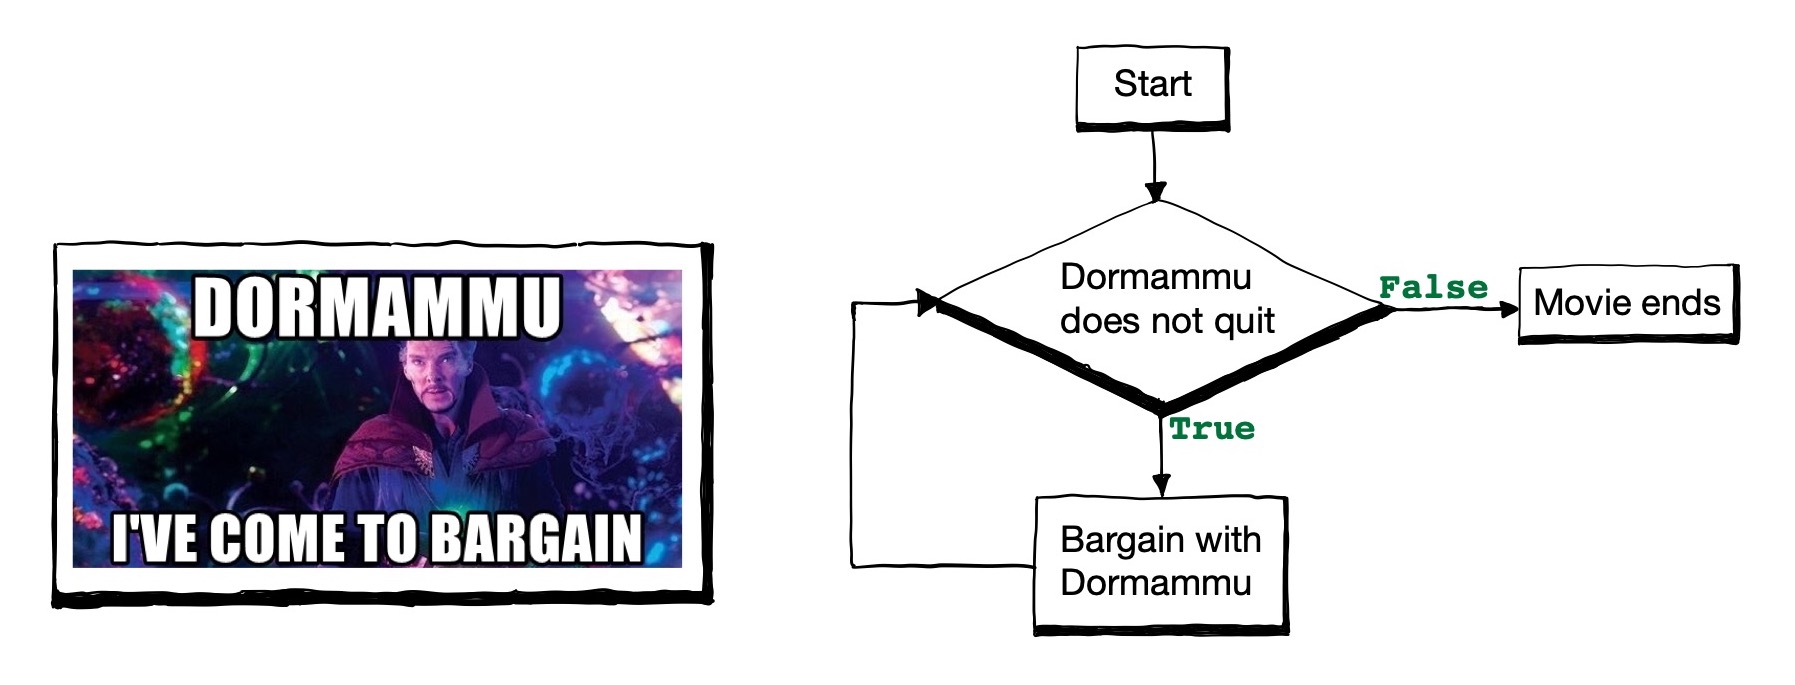 DORMAMMU
I'VE COME TO BARGAIN
Start
Dormammu
does not quit
False
Movie ends
True
Bargain with
Dormammu